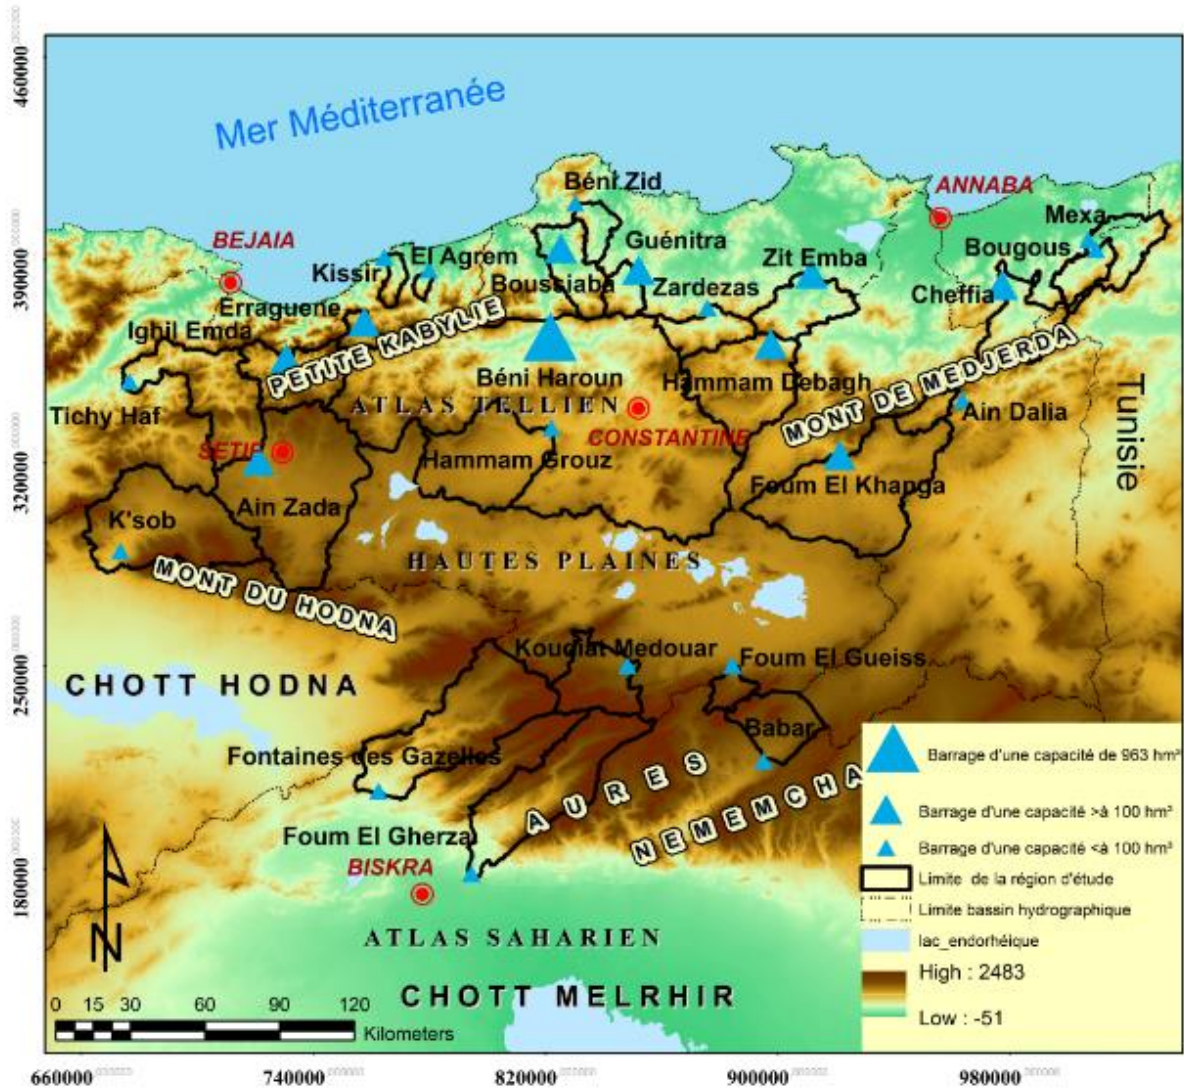 Mer Méditerranée
460000
390000
320000
250000
180000
Béni Zid
ANNABA
Mexa
BEJAIA
Guénitra
Bougous
Kissir
El Agrem
Zit Emba
Boussiaba
Zardezas
Cheffia
Erraguene
Ighil Emda
PETITE KABYLIE
Béni Haroun
Hammam Debagh
MONT DE MEDJERDA
Tunisie
Tichy Haf
ATLAS TELLIEN
Ain Dalia
SETIF
CONSTANTINE
Hammam Grouz
Foum El Khanga
K'sob
Ain Zada
HAUTES PLAINES
MONT DU HODNA
Koudiat Medouar
Foum El Gueiss
CHOTT HODNA
Babar
Fontaines des Gazelles
AURES
NEMEMCHA
Foum El Gherza
BISKRA
ATLAS SAHARIEN
CHOTT MELRHIR
N
0 15 30 60 90 120
Kilometers
Barrage d'une capacité de 963 hm³
Barrage d'une capacité >à 100 hm³
Barrage d'une capacité <à 100 hm³
Limite de la région d'étude
Limite bassin hydrographique
lac_endorhéique
High : 2483
Low : -51
660000 740000 820000 900000 980000